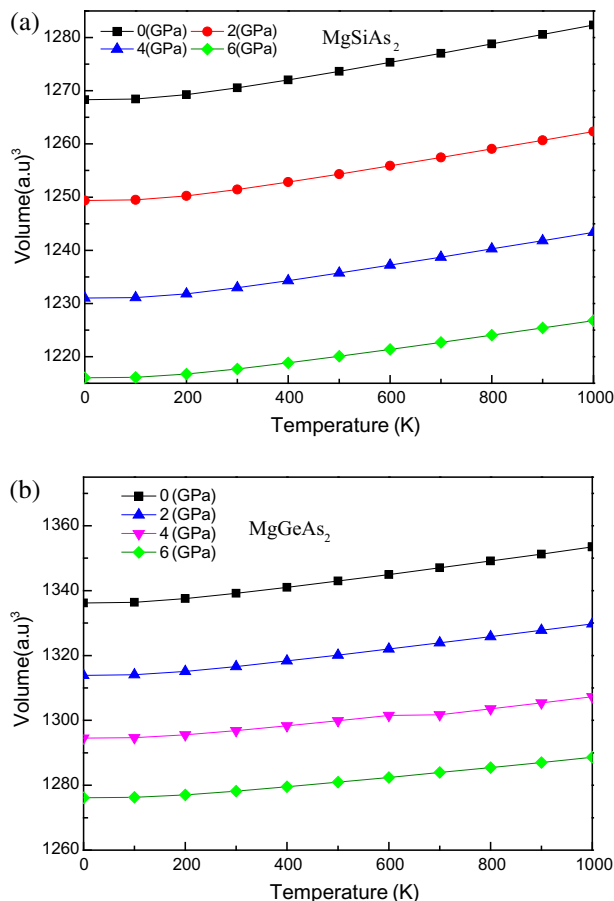 (a)
0(GPa) 2(GPa)
4(GPa) 6(GPa)
MgSiAs₂
1280
1270
1260
1250
1240
1230
1220
Volume(a.u)³
0 200 400 600 800 1000
Temperature (K)
(b)
0 (GPa)
2 (GPa)
4 (GPa)
6 (GPa)
MgGeAs₂
1360
1340
1320
1300
1280
1260
Volume(a.u)³
0 200 400 600 800 1000
Temperature (K)